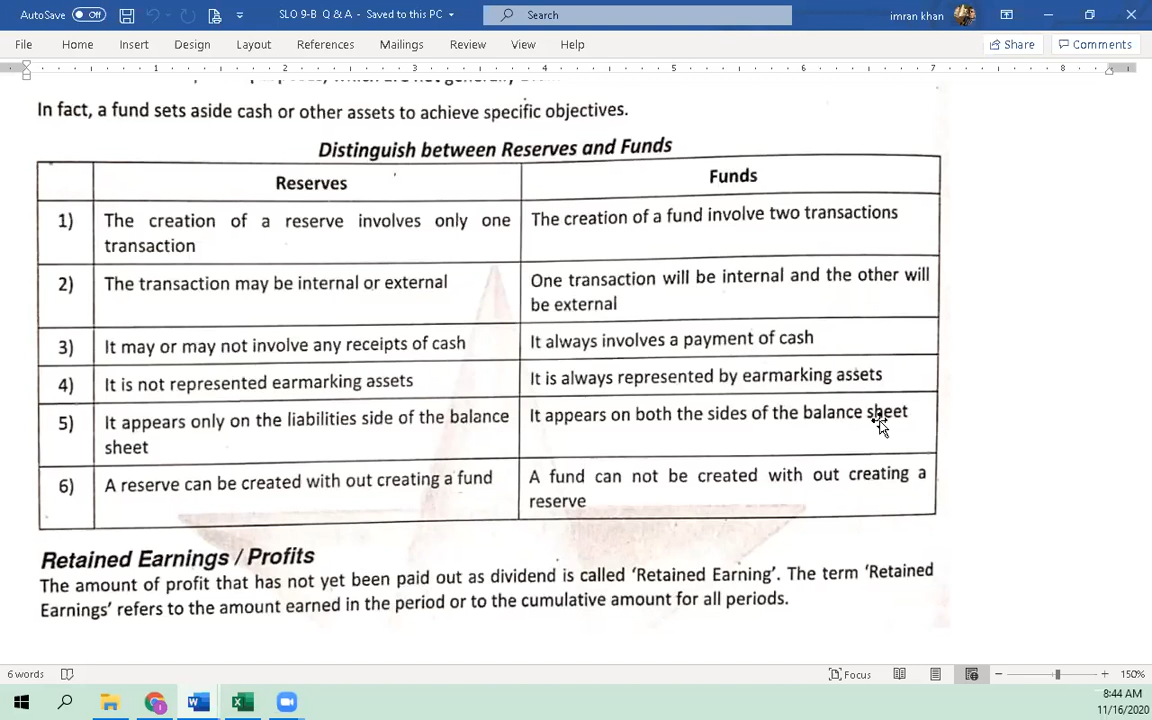 AutoSave Off SLO 9-B Q & A - Saved to this PC Search imran khan
File Home Insert Design Layout References Mailings Review View Help Share Comments
1 2 3 4 5 6 7 8
In fact, a fund sets aside cash or other assets to achieve specific objectives.
Distinguish between Reserves and Funds
Reserves Funds
1) The creation of a reserve involves only one
transaction
The creation of a fund involve two transactions
2) The transaction may be internal or external
One transaction will be internal and the other will
be external
3) It may or may not involve any receipts of cash
It always involves a payment of cash
4) It is not represented earmarking assets
It is always represented by earmarking assets
5) It appears only on the liabilities side of the balance
sheet
It appears on both the sides of the balance sheet
6) A reserve can be created with out creating a fund
A fund can not be created with out creating a
reserve
Retained Earnings / Profits
The amount of profit that has not yet been paid out as dividend is called ‘Retained Earning’. The term ‘Retained
Earnings’ refers to the amount earned in the period or to the cumulative amount for all periods.
6 words Focus 150%
8:44 AM
11/16/2020